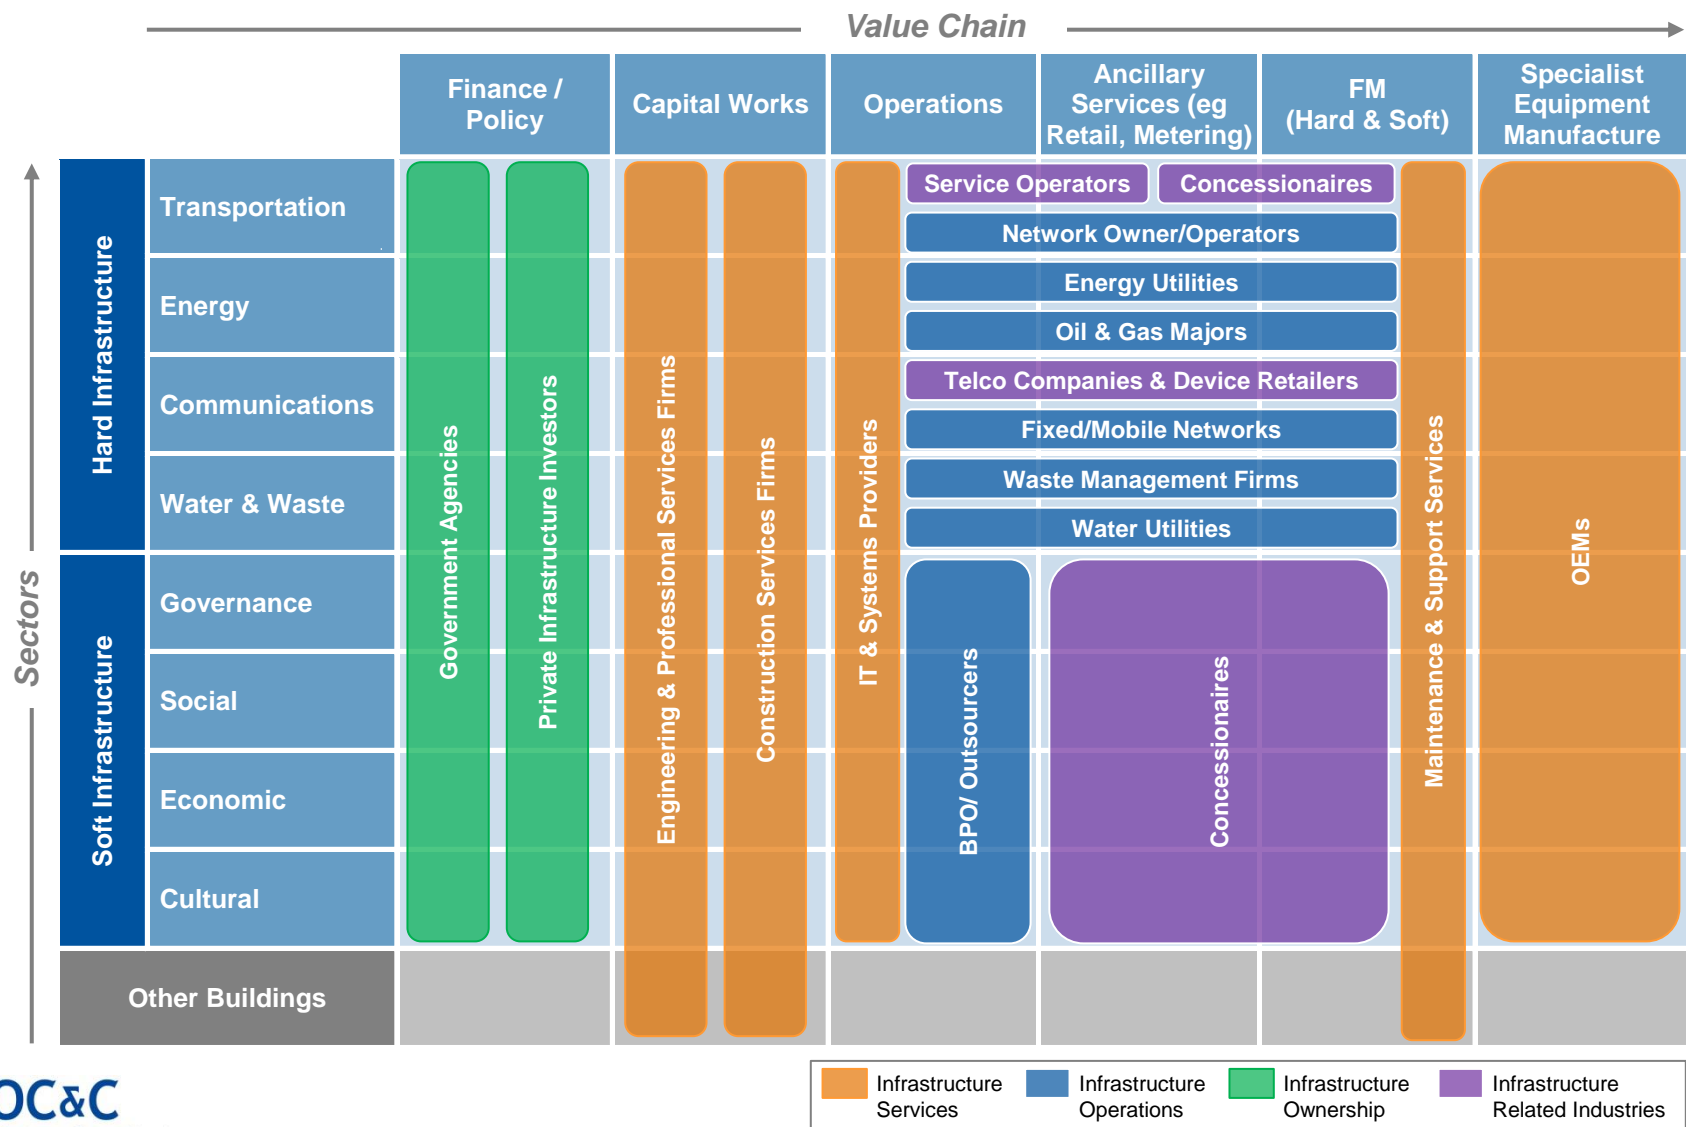 Value Chain
Finance /
Policy
Capital Works
Operations
Ancillary
Services (eg
Retail, Metering)
FM
(Hard & Soft)
Specialist
Equipment
Manufacture
Sectors
Hard Infrastructure
Transportation
Energy
Communications
Water & Waste
Soft Infrastructure
Governance
Social
Economic
Cultural
Other Buildings
Government Agencies
Private Infrastructure Investors
Engineering & Professional Services Firms
Construction Services Firms
IT & Systems Providers
Service Operators
Concessionaires
Network Owner/Operators
Energy Utilities
Oil & Gas Majors
Telco Companies & Device Retailers
Fixed/Mobile Networks
Waste Management Firms
Water Utilities
BPO/ Outsourcers
Concessionaires
Maintenance & Support Services
OEMs
Infrastructure
Services
Infrastructure
Operations
Infrastructure
Ownership
Infrastructure
Related Industries
OC&C